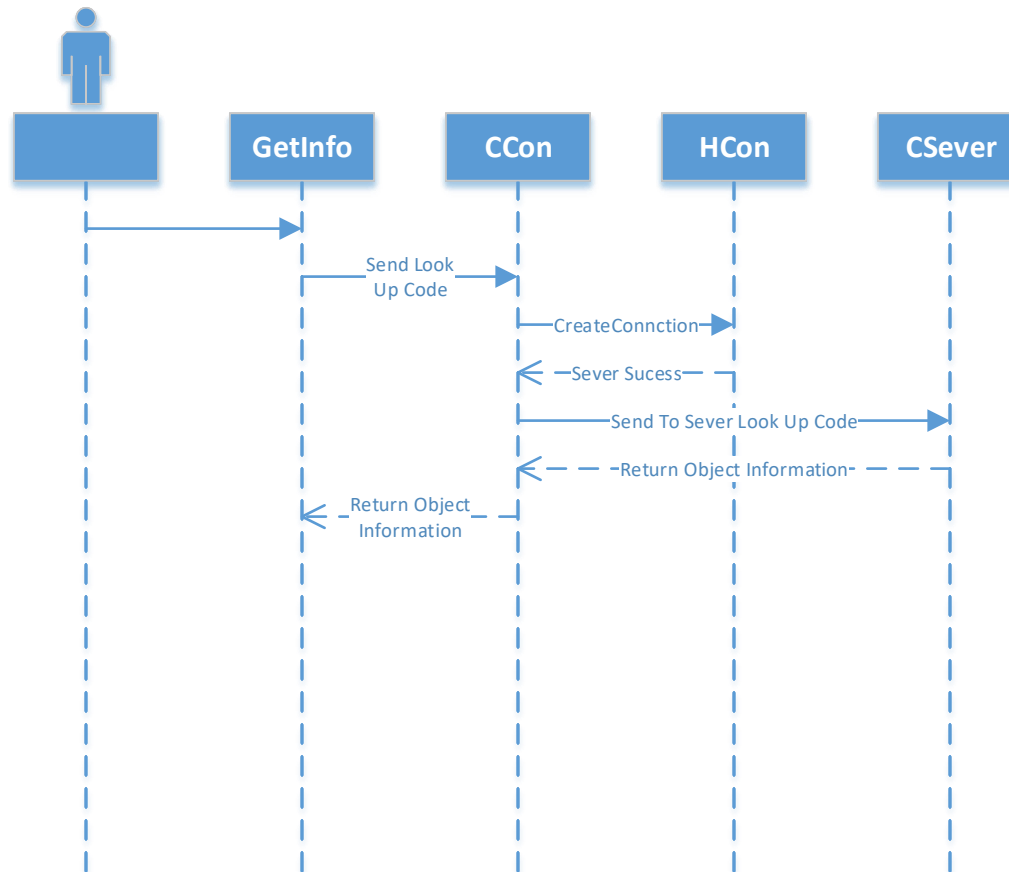 GetInfo
CCon
HCon
CSever
Send Look
Up Code
CreateConnction
Sever Sucess
Send To Sever Look Up Code
Return Object Information
Return Object
Information